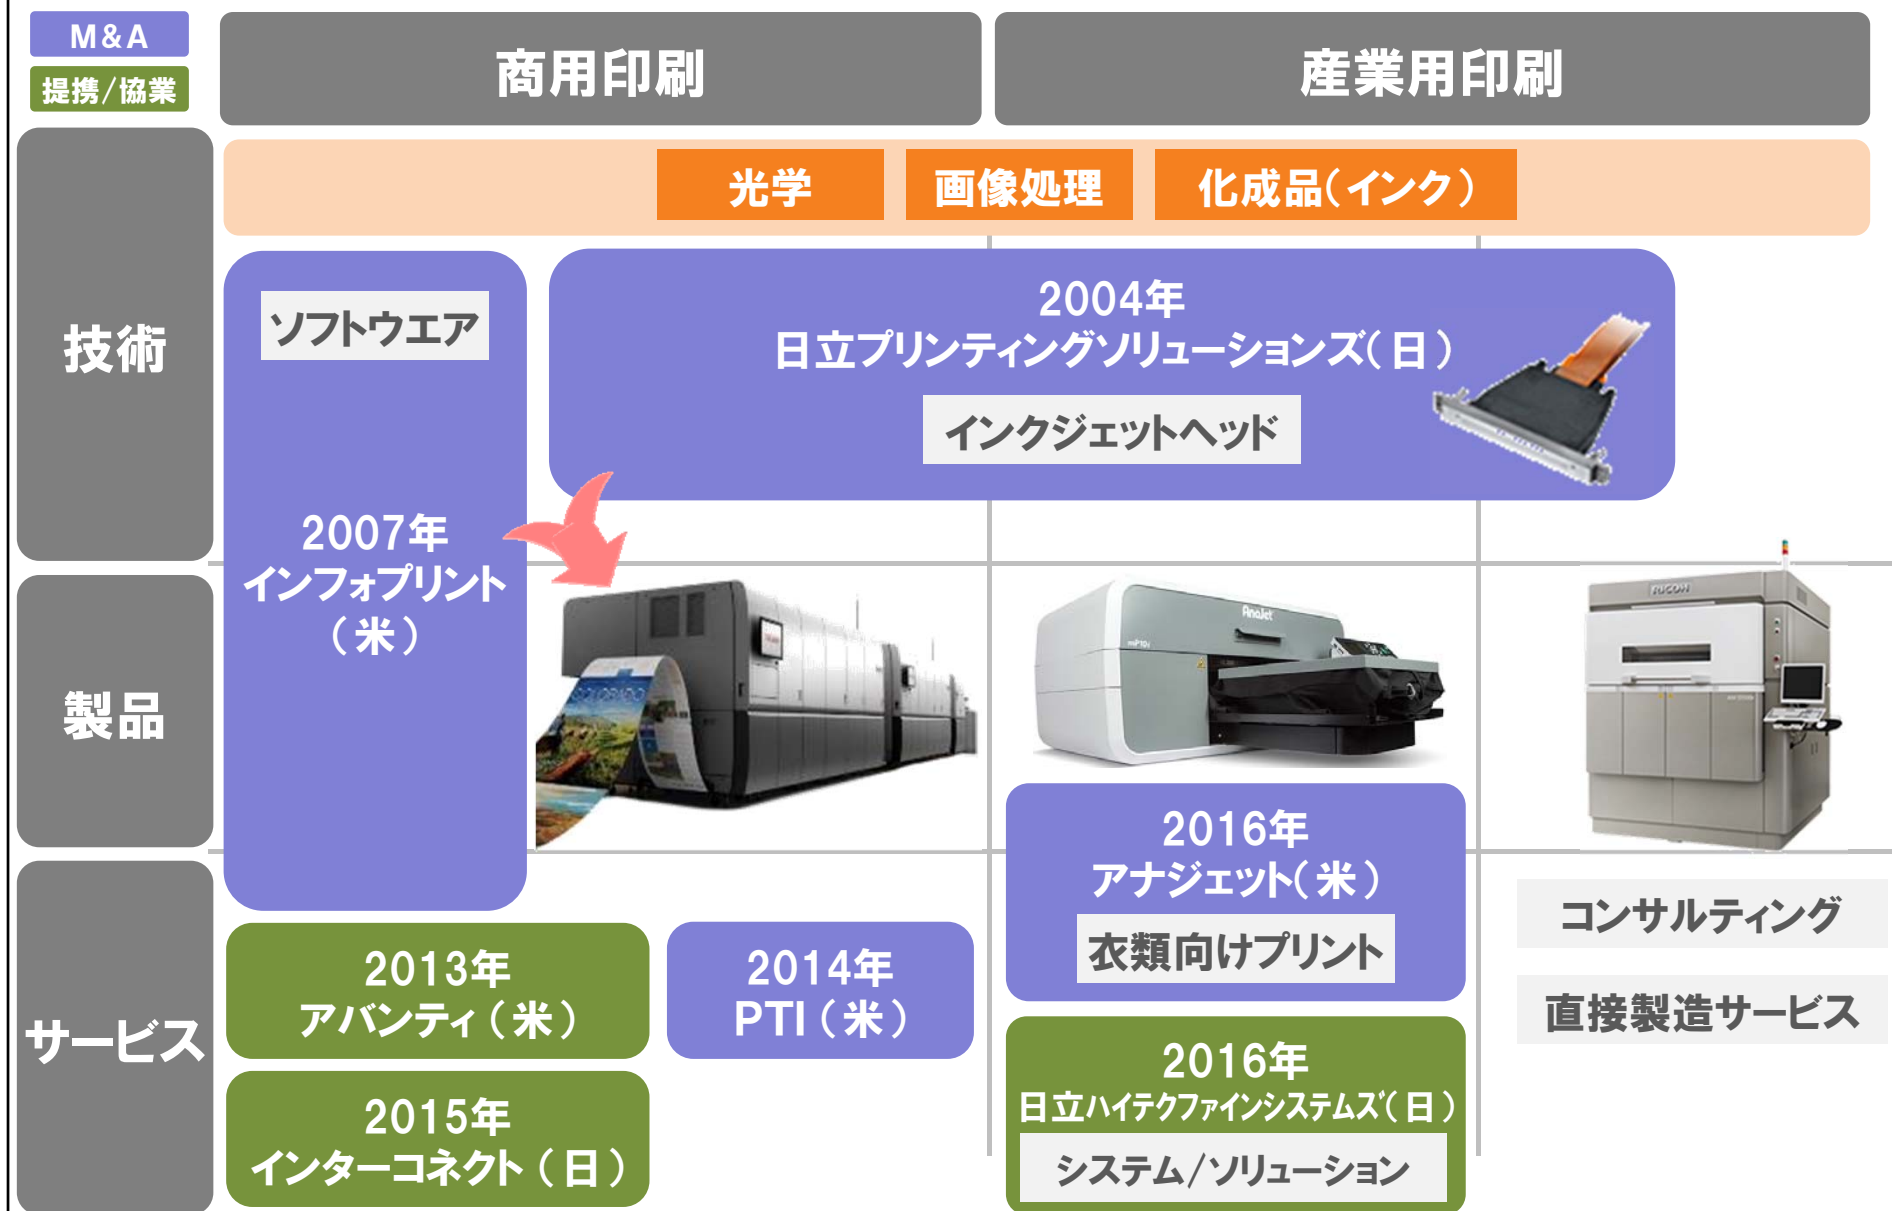 M&A
提携/協業
商用印刷
産業用印刷
技術
光学
画像処理
化成品(インク)
ソフトウエア
2007年
インフォプリント
(米)
2004年
日立プリンティングソリューションズ(日)
インクジェットヘッド
製品
AnaJet
mP10i
RICOH
COLORADO
2016年
アナジェット(米)
衣類向けプリント
サービス
2013年
アバンティ(米)
2014年
PTI(米)
2015年
インターコネクト(日)
2016年
日立ハイテクファインシステムズ(日)
システム/ソリューション
コンサルティング
直接製造サービス